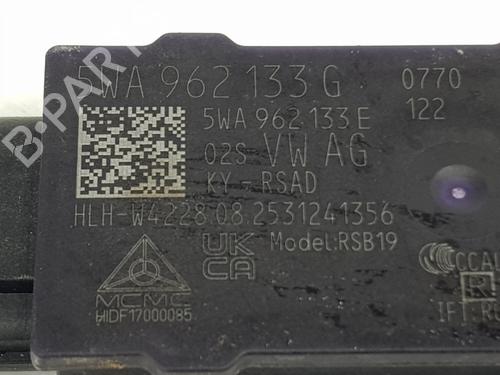 5WA 962 133 G 0770
5WA 962 133 E 122
02S VW AG
KY-RSAD
HLH-W4228 08.2531241356
UK CA Model:RSB19
MCMC
HIDF17000085
R